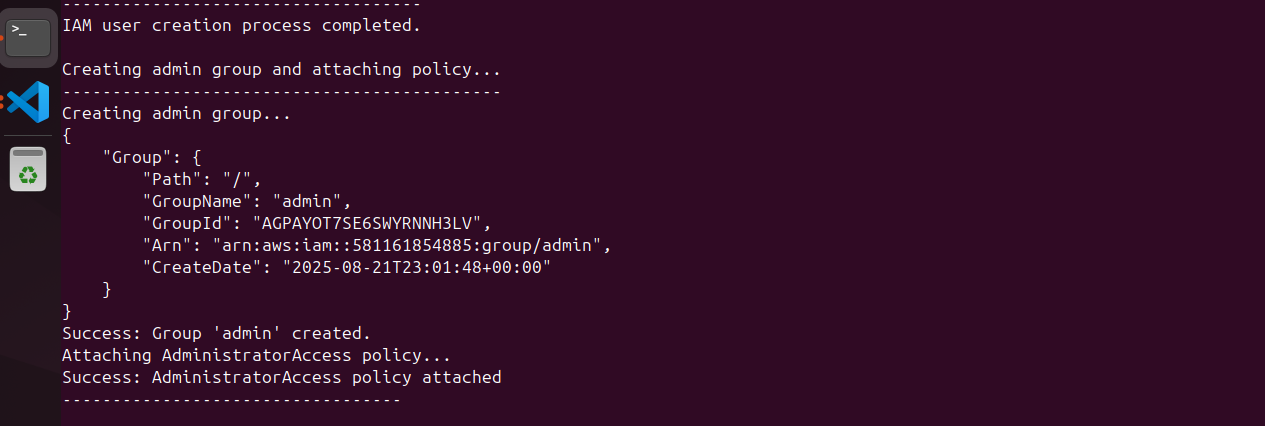 -----------------------------------
IAM user creation process completed.
Creating admin group and attaching policy...
--------------------------------------------
Creating admin group...
{
    "Group": {
        "Path": "/",
        "GroupName": "admin",
        "GroupId": "AGPAYOT7SE6SWYRNNH3LV",
        "Arn": "arn:aws:iam::581161854885:group/admin",
        "CreateDate": "2025-08-21T23:01:48+00:00"
    }
}
Success: Group 'admin' created.
Attaching AdministratorAccess policy...
Success: AdministratorAccess policy attached
----------------------------------